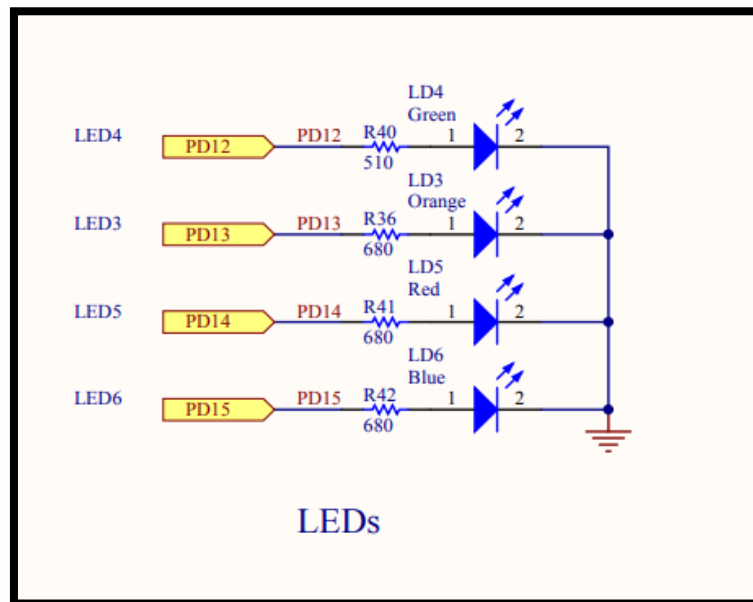 LD4
Green
LED4 PD12 PD12 R40 1 2
510
LD3
Orange
LED3 PD13 PD13 R36 1 2
680
LD5
Red
LED5 PD14 PD14 R41 1 2
680
LD6
Blue
LED6 PD15 PD15 R42 1 2
680
LEDs